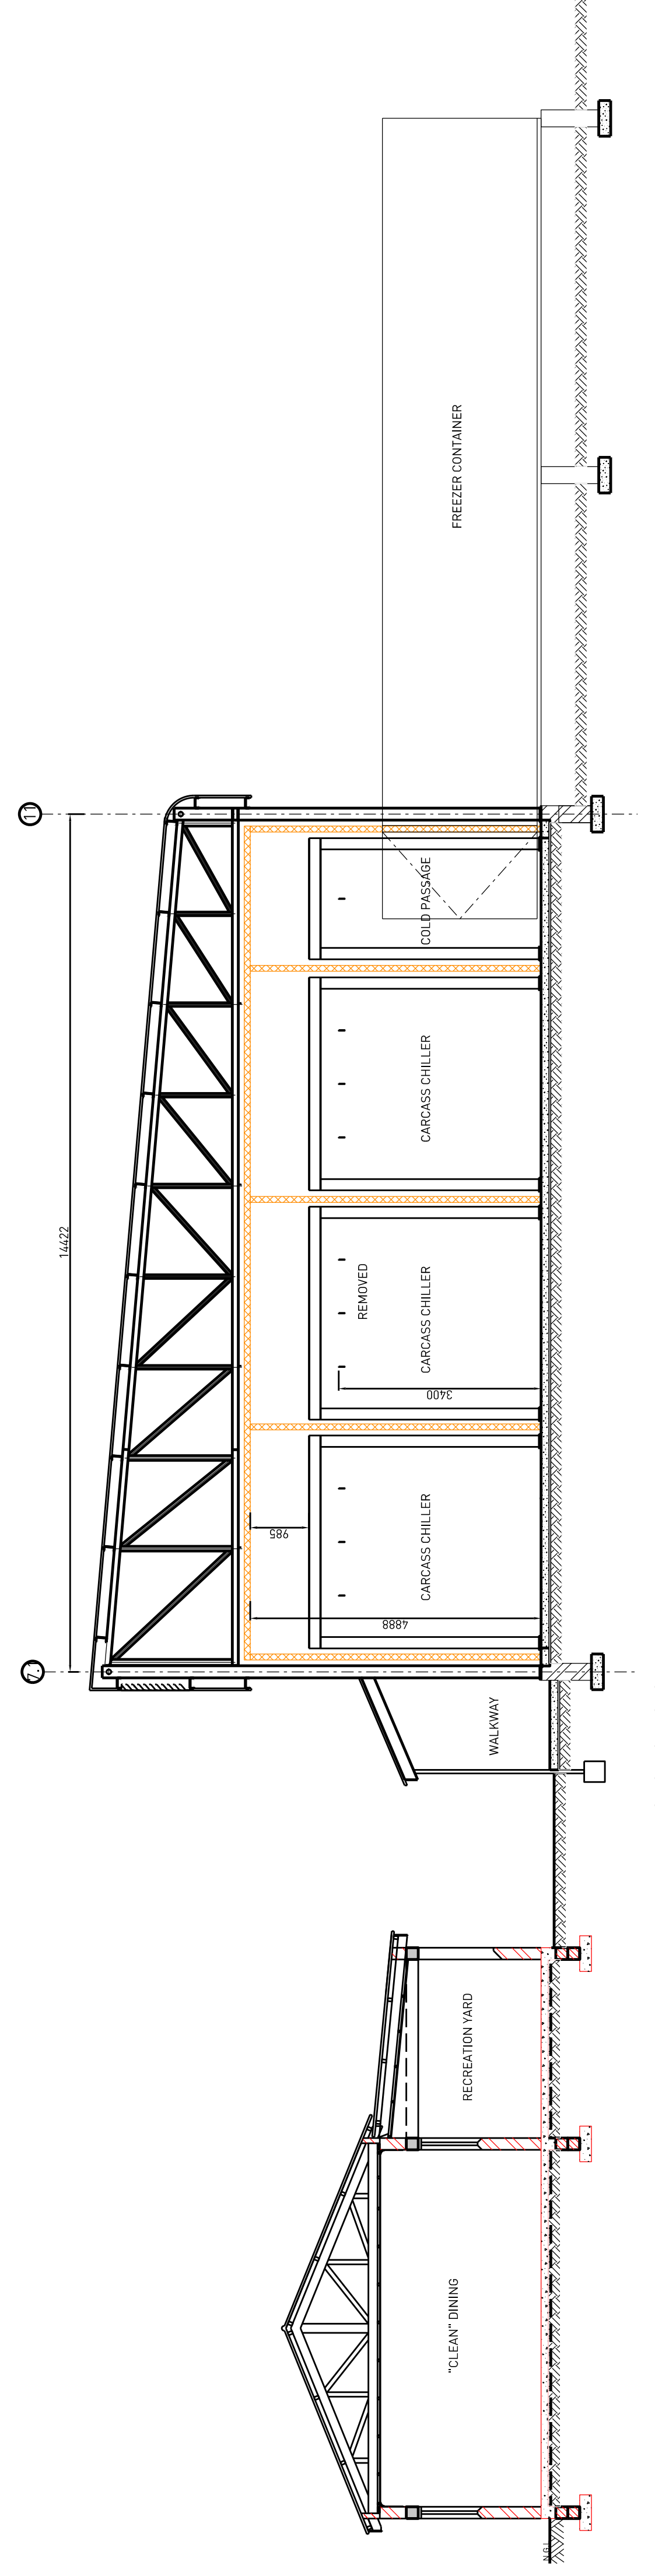 7.1
11
14422
"CLEAN" DINING
RECREATION YARD
WALKWAY
CARCASS CHILLER
CARCASS CHILLER
CARCASS CHILLER
COLD PASSAGE
FREEZER CONTAINER
REMOVED
985
4888
3400
N.G.L